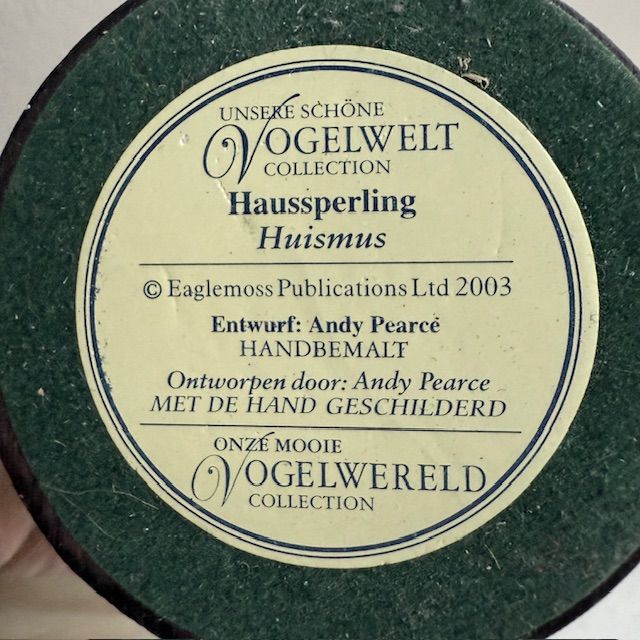 UNSERE SCHÖNE
VOGELWELT
COLLECTION
Haussperling
Huismus
© Eaglemoss Publications Ltd 2003
Entwurf: Andy Pearce
HANDBEMALT
Ontworpen door: Andy Pearce
MET DE HAND GESCHILDERD
ONZE MOOIE
VOGELWERELD
COLLECTION